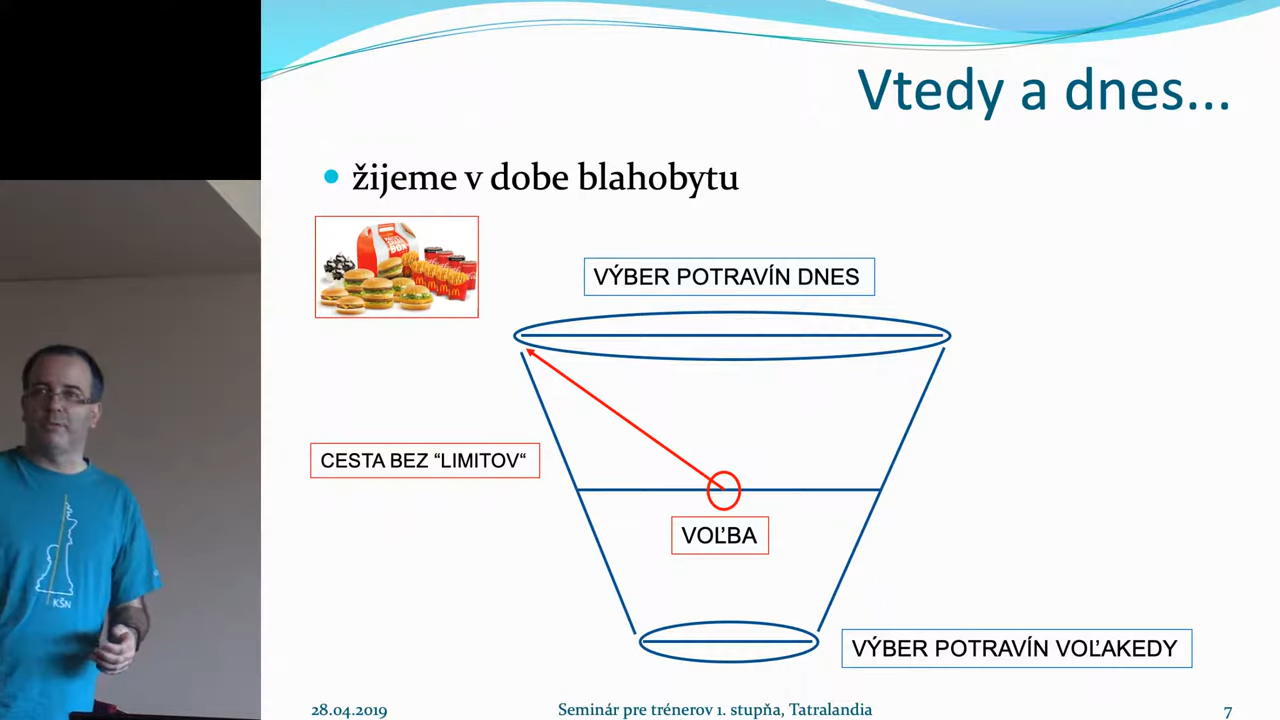 Vtedy a dnes...
žijeme v dobe blahobytu
VÝBER POTRAVÍN DNES
CESTA BEZ “LIMITOV“
VOĽBA
VÝBER POTRAVÍN VOĽAKEDY
KŠN
28.04.2019
Seminár pre trénerov 1. stupňa, Tatralandia
7